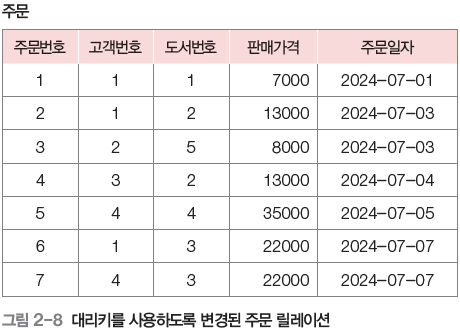 주문
주문번호 고객번호 도서번호 판매가격 주문일자
1 1 1 7000 2024-07-01
2 1 2 13000 2024-07-03
3 2 5 8000 2024-07-03
4 3 2 13000 2024-07-04
5 4 4 35000 2024-07-05
6 1 3 22000 2024-07-07
7 4 3 22000 2024-07-07
그림 2-8 대리키를 사용하도록 변경된 주문 릴레이션